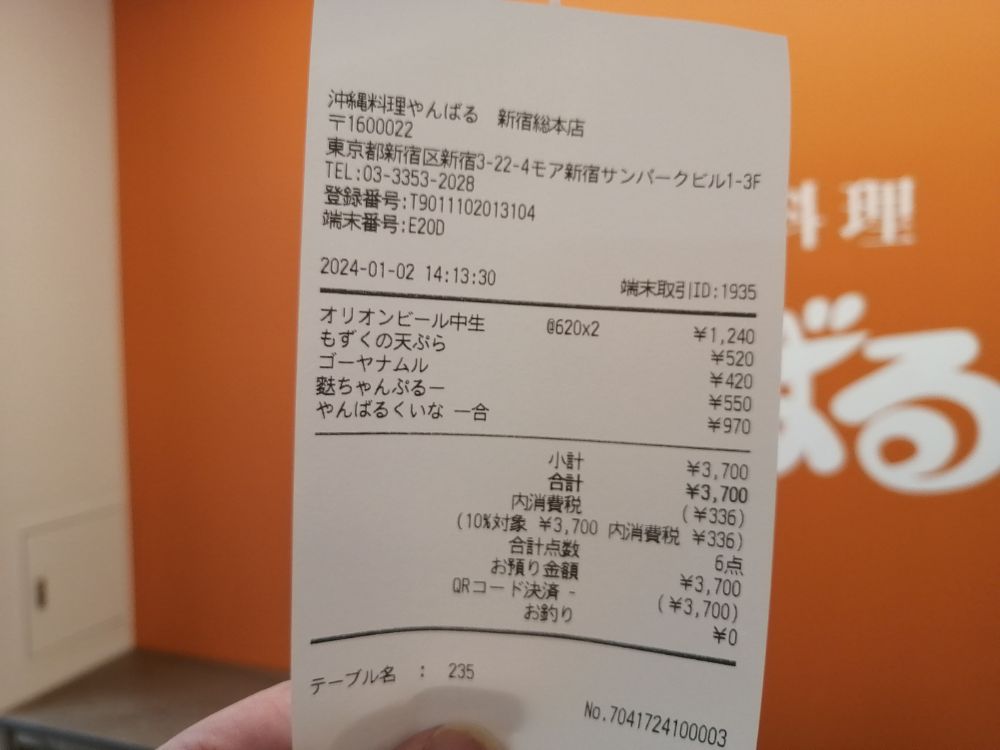 沖縄料理やんばる 新宿総本店
〒1600022
東京都新宿区新宿3-22-4モア新宿サンパークビル1-3F
TEL:03-3353-2028
登録番号:T9011102013104
端末番号:E20D
2024-01-02 14:13:30 端末取引ID:1935
オリオンビール中生 @620x2 ¥1,240
もずくの天ぷら ¥520
ゴーヤナムル ¥420
麩ちゃんぷるー ¥550
やんばるくいな 一合 ¥970
小計 ¥3,700
合計 ¥3,700
内消費税 (¥336)
(10%対象 ¥3,700 内消費税 ¥336)
合計点数 6点
お預り金額 ¥3,700
QRコード決済 - (¥3,700)
お釣り ¥0
テーブル名 : 235
No.7041724100003
料理
ばる